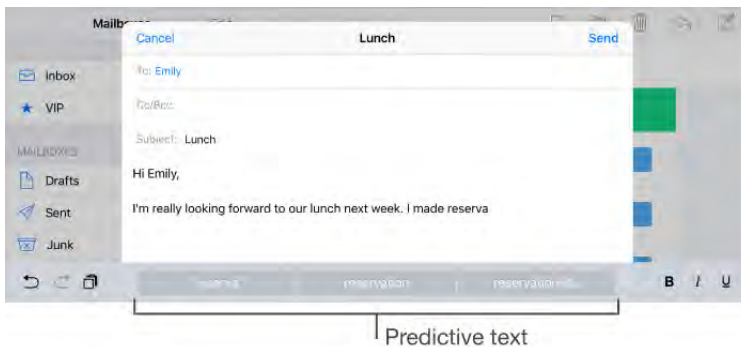 Cancel
Lunch
Send
Inbox
To: Emily
VIP
Cc/Bcc:
MAILBOXES
Subject: Lunch
Drafts
Hi Emily,
Sent
I'm really looking forward to our lunch next week. I made reserva
Junk
reservation
B I U
Predictive text